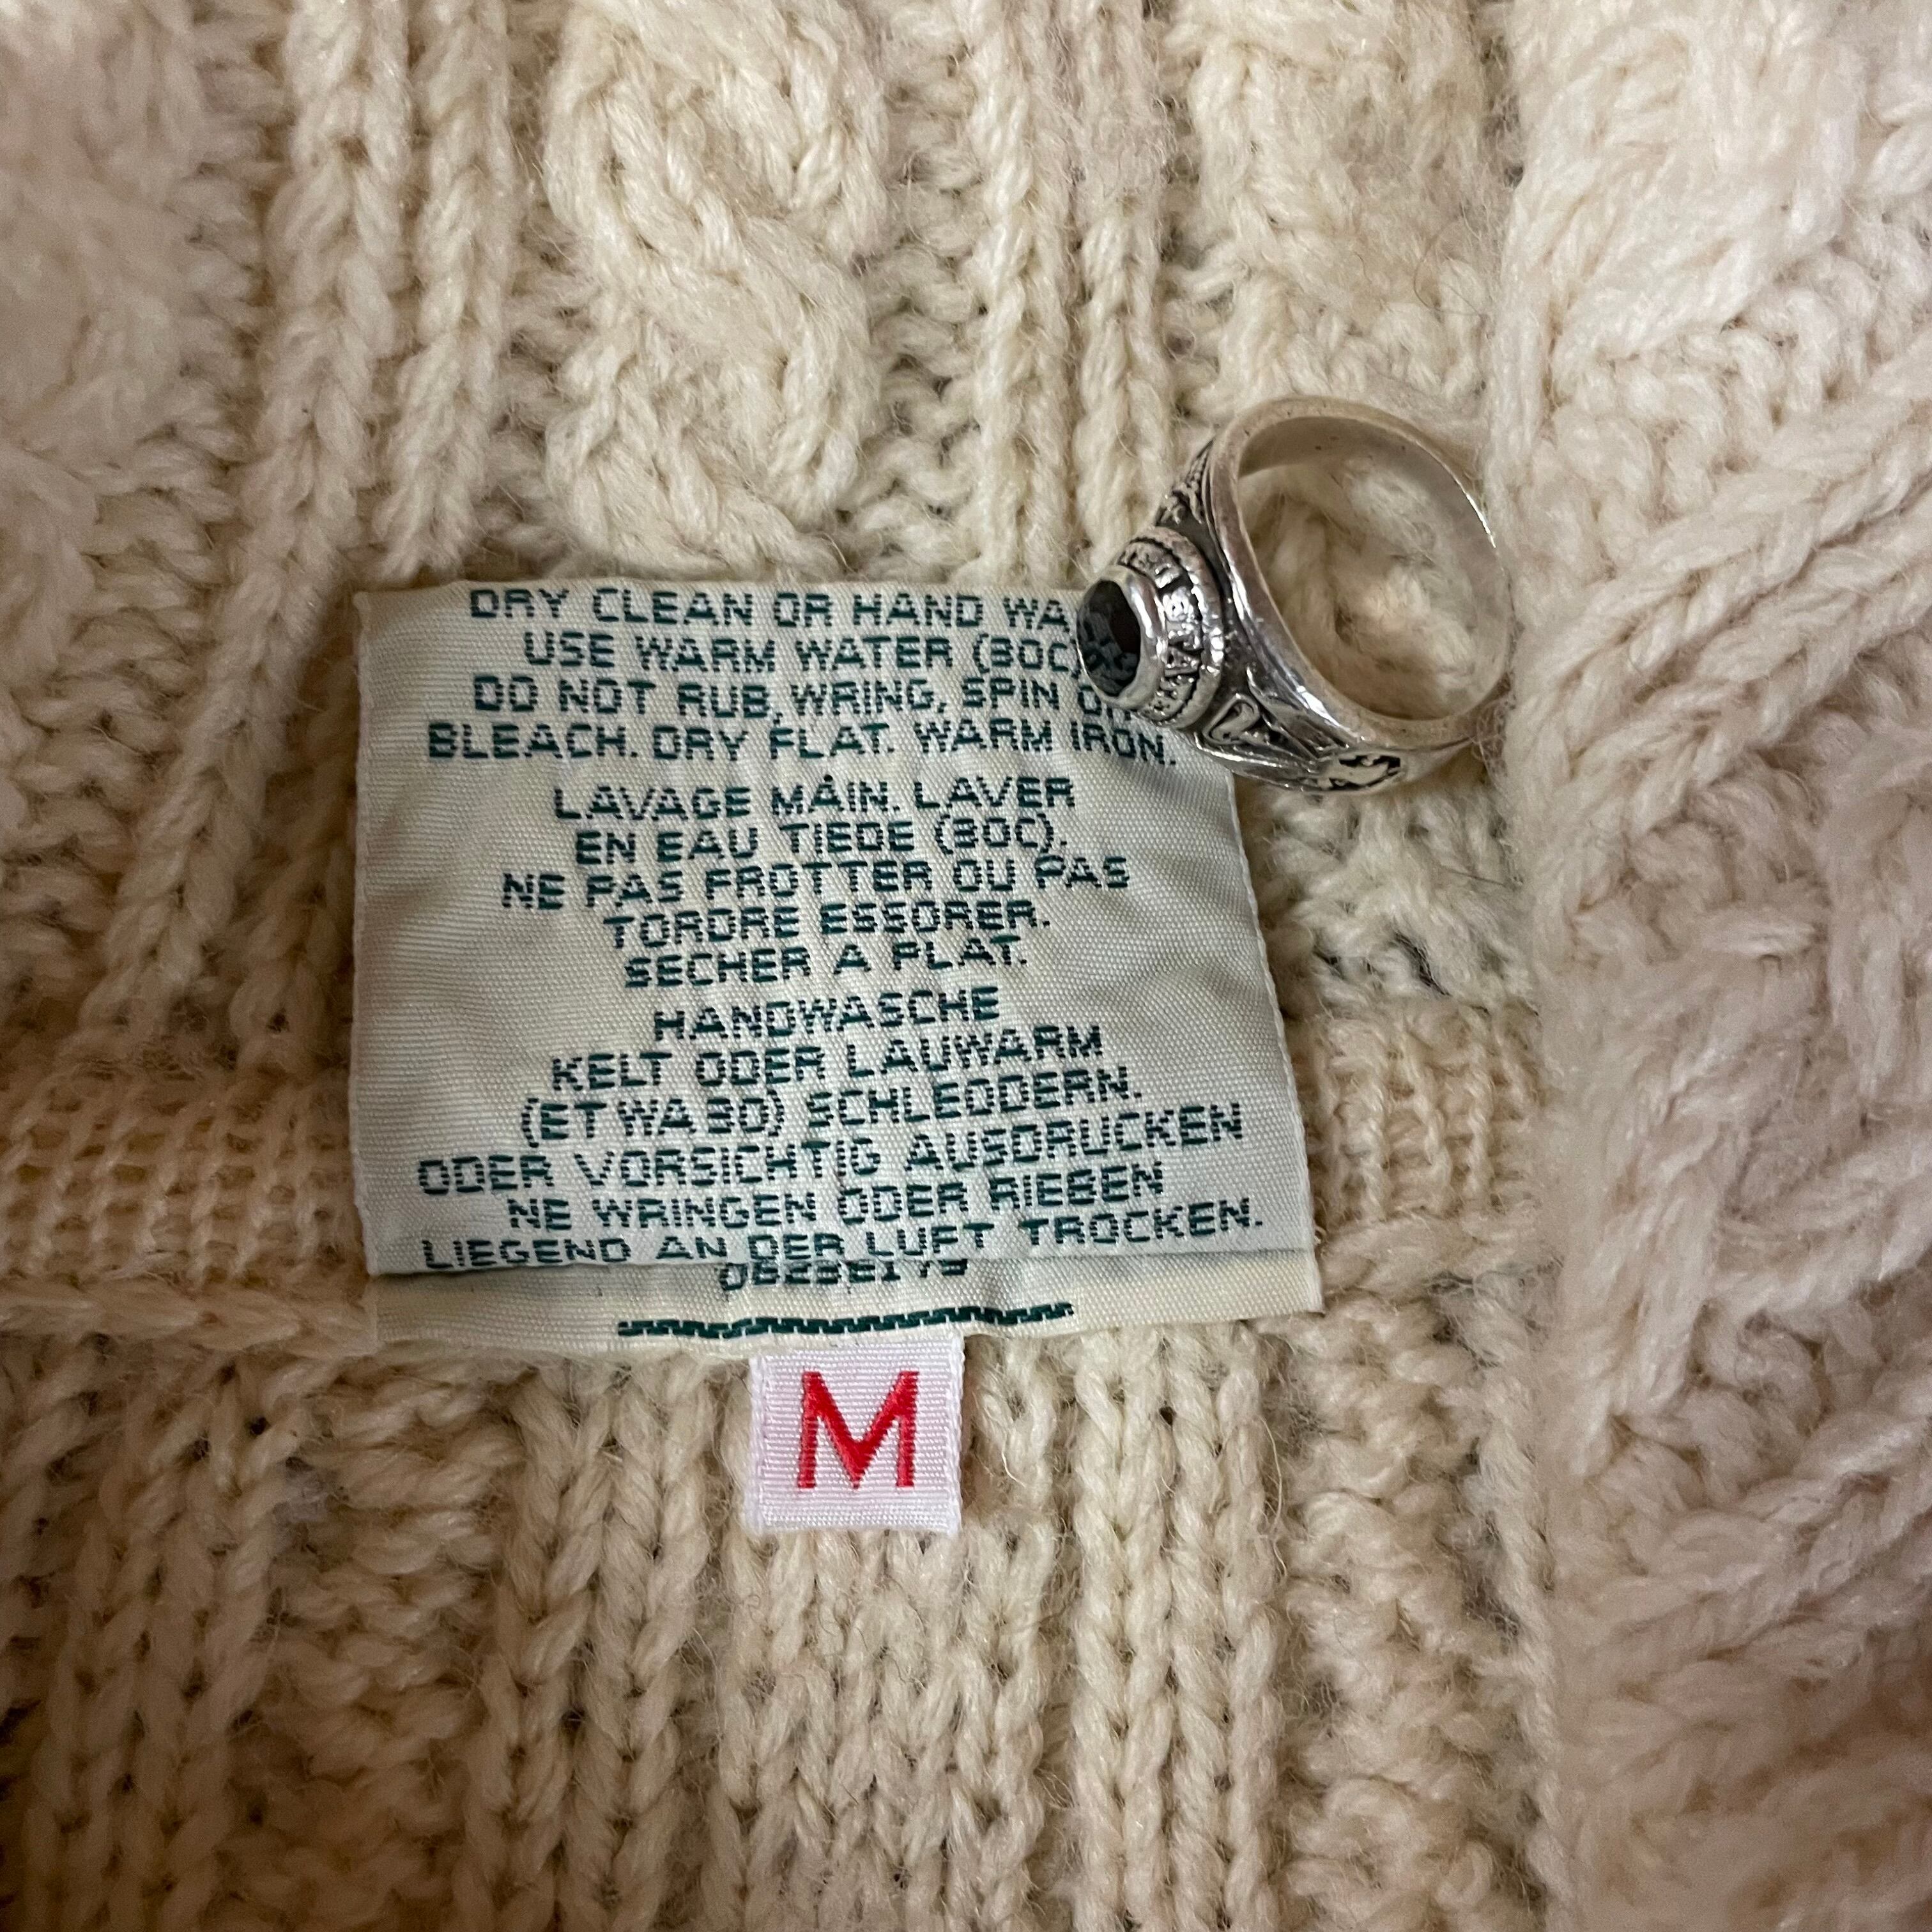 DRY CLEAN OR HAND WA
USE WARM WATER (30C)
DO NOT RUB, WRING, SPIN O
BLEACH. DRY FLAT. WARM IRON.
LAVAGE MAIN. LAVER
EN EAU TIEDE (30C).
NE PAS FROTTER OU PAS
TORDRE ESSORER.
SECHER A PLAT.
HANDWASCHE
KELT ODER LAUWARM
(ETWA 30) SCHLEODERN.
ODER VORSICHTIG AUSDRUCKEN
NE WRINGEN ODER RIEBEN
LIEGEND AN DER LUFT TROCKEN.
M